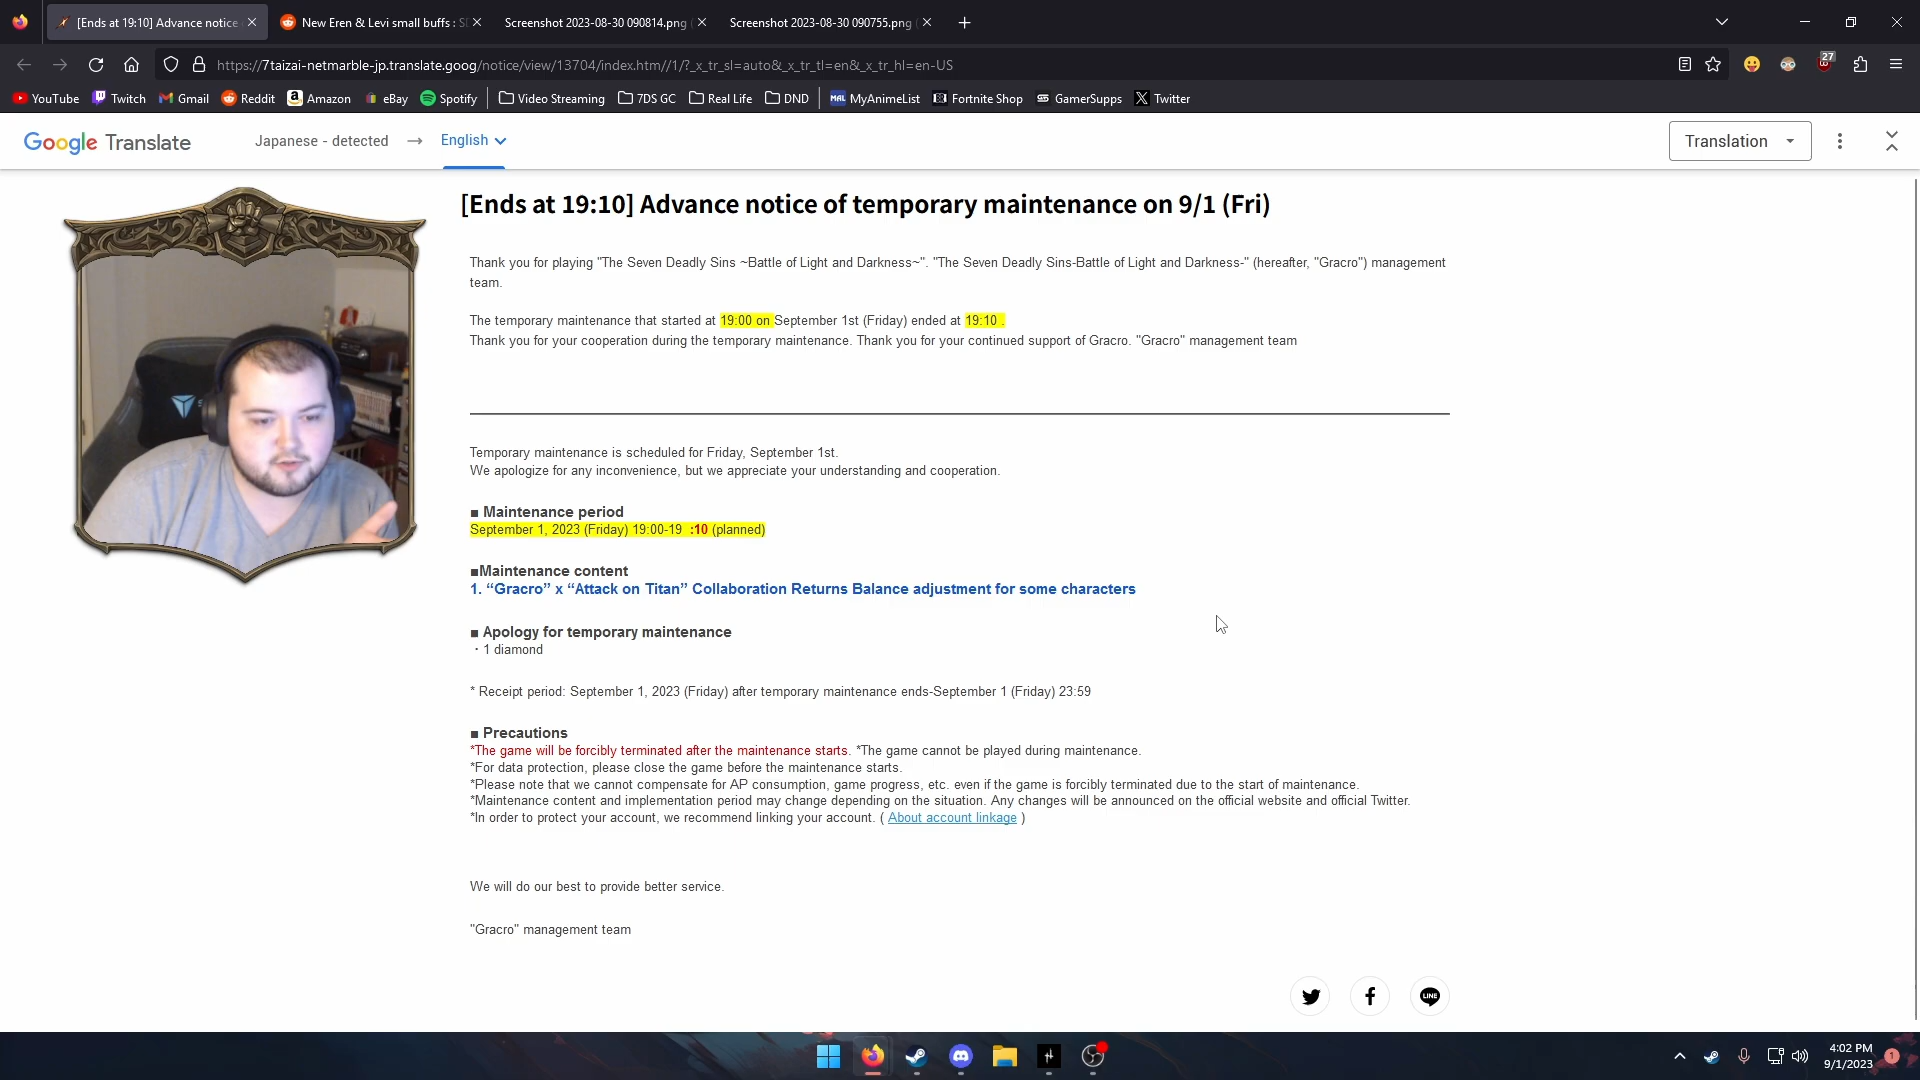 [Ends at 19:10] Advance notice
New Eren & Levi small buffs : S
Screenshot 2023-08-30 090814.png
Screenshot 2023-08-30 090755.png
https://7taizai-netmarble-jp.translate.goog/notice/view/13704/index.htm//1/?_x_tr_sl=auto&_x_tr_tl=en&_x_tr_hl=en-US
27
YouTube Twitch Gmail Reddit Amazon eBay Spotify Video Streaming 7DS GC Real Life DND MyAnimeList Fortnite Shop GamerSupps Twitter
Google Translate Japanese - detected → English Translation
[Ends at 19:10] Advance notice of temporary maintenance on 9/1 (Fri)
Thank you for playing "The Seven Deadly Sins ~Battle of Light and Darkness~". "The Seven Deadly Sins-Battle of Light and Darkness-" (hereafter, "Gracro") management
team.
The temporary maintenance that started at 19:00 on September 1st (Friday) ended at 19:10 .
Thank you for your cooperation during the temporary maintenance. Thank you for your continued support of Gracro. "Gracro" management team
Temporary maintenance is scheduled for Friday, September 1st.
We apologize for any inconvenience, but we appreciate your understanding and cooperation.
■ Maintenance period
September 1, 2023 (Friday) 19:00-19 :10 (planned)
■Maintenance content
1. “Gracro” x “Attack on Titan” Collaboration Returns Balance adjustment for some characters
■ Apology for temporary maintenance
・1 diamond
* Receipt period: September 1, 2023 (Friday) after temporary maintenance ends-September 1 (Friday) 23:59
■ Precautions
*The game will be forcibly terminated after the maintenance starts. *The game cannot be played during maintenance.
*For data protection, please close the game before the maintenance starts.
*Please note that we cannot compensate for AP consumption, game progress, etc. even if the game is forcibly terminated due to the start of maintenance.
*Maintenance content and implementation period may change depending on the situation. Any changes will be announced on the official website and official Twitter.
*In order to protect your account, we recommend linking your account. ( About account linkage )
We will do our best to provide better service.
"Gracro" management team
LINE
4:02 PM
9/1/2023
1